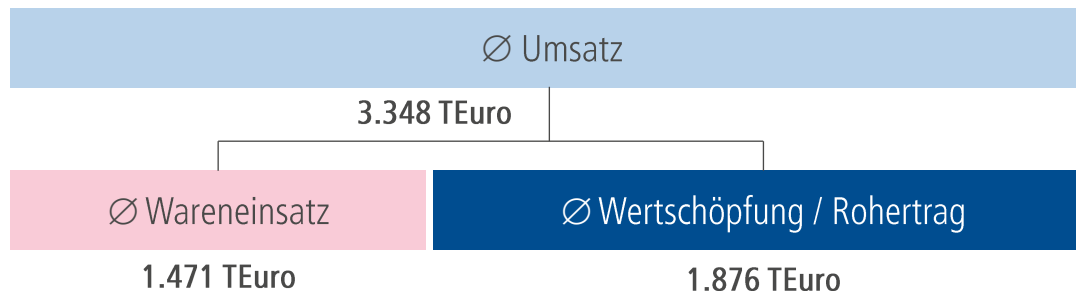 ∅ Umsatz
3.348 TEuro
∅ Wareneinsatz
∅ Wertschöpfung / Rohertrag
1.471 TEuro
1.876 TEuro